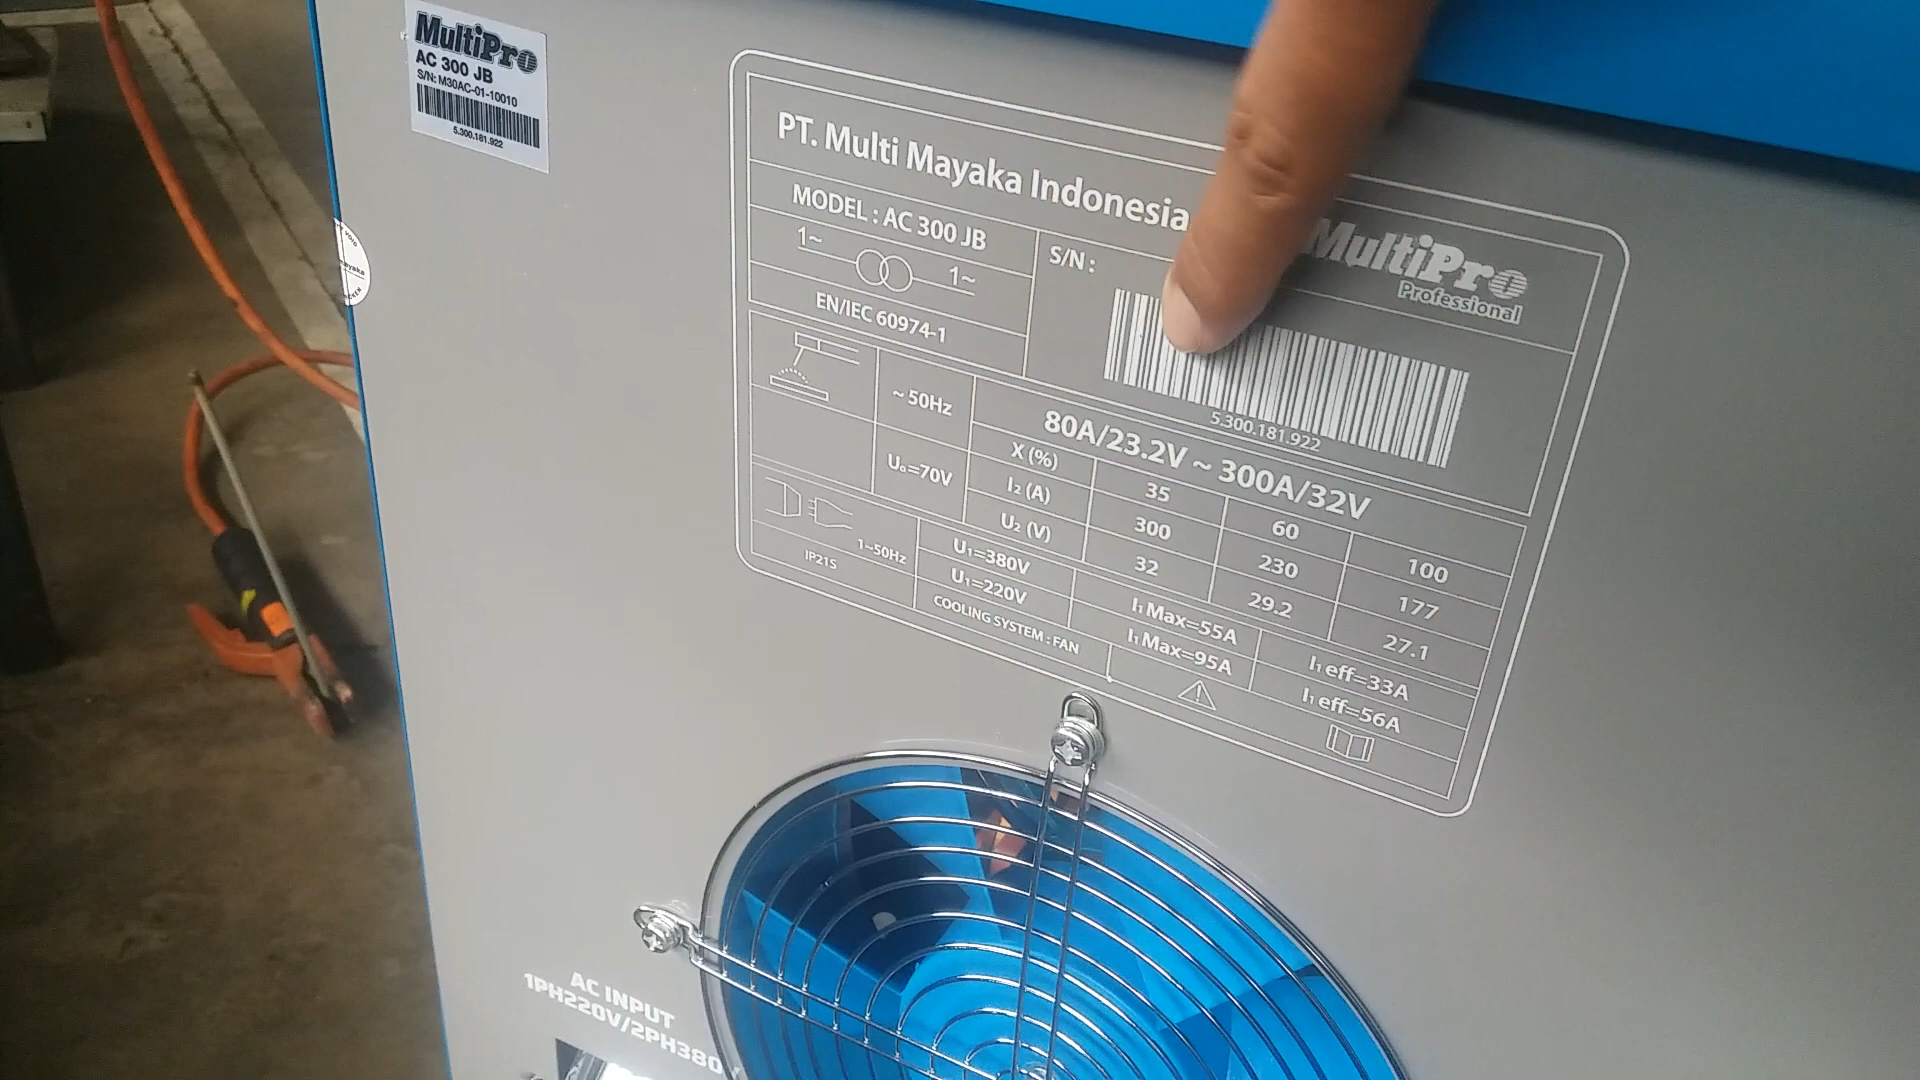 MultiPro
AC 300 JB
S/N: M30AC-01-10010
5.300.181.922
PT. Multi Mayaka Indonesia
MultiPro
Professional
MODEL : AC 300 JB
S/N :
1~
1~
EN/IEC 60974-1
5.300.181.922
~ 50Hz
80A/23.2V ~ 300A/32V
U₀=70V
X (%)
35
60
100
I₂ (A)
300
230
177
U₂ (V)
32
29.2
27.1
1~50Hz
U₁=380V
I₁ Max=55A
I₁ eff=33A
U₁=220V
I₁ Max=95A
I₁ eff=56A
IP21S
COOLING SYSTEM : FAN
mayaka
AC INPUT
1PH220V/2PH380